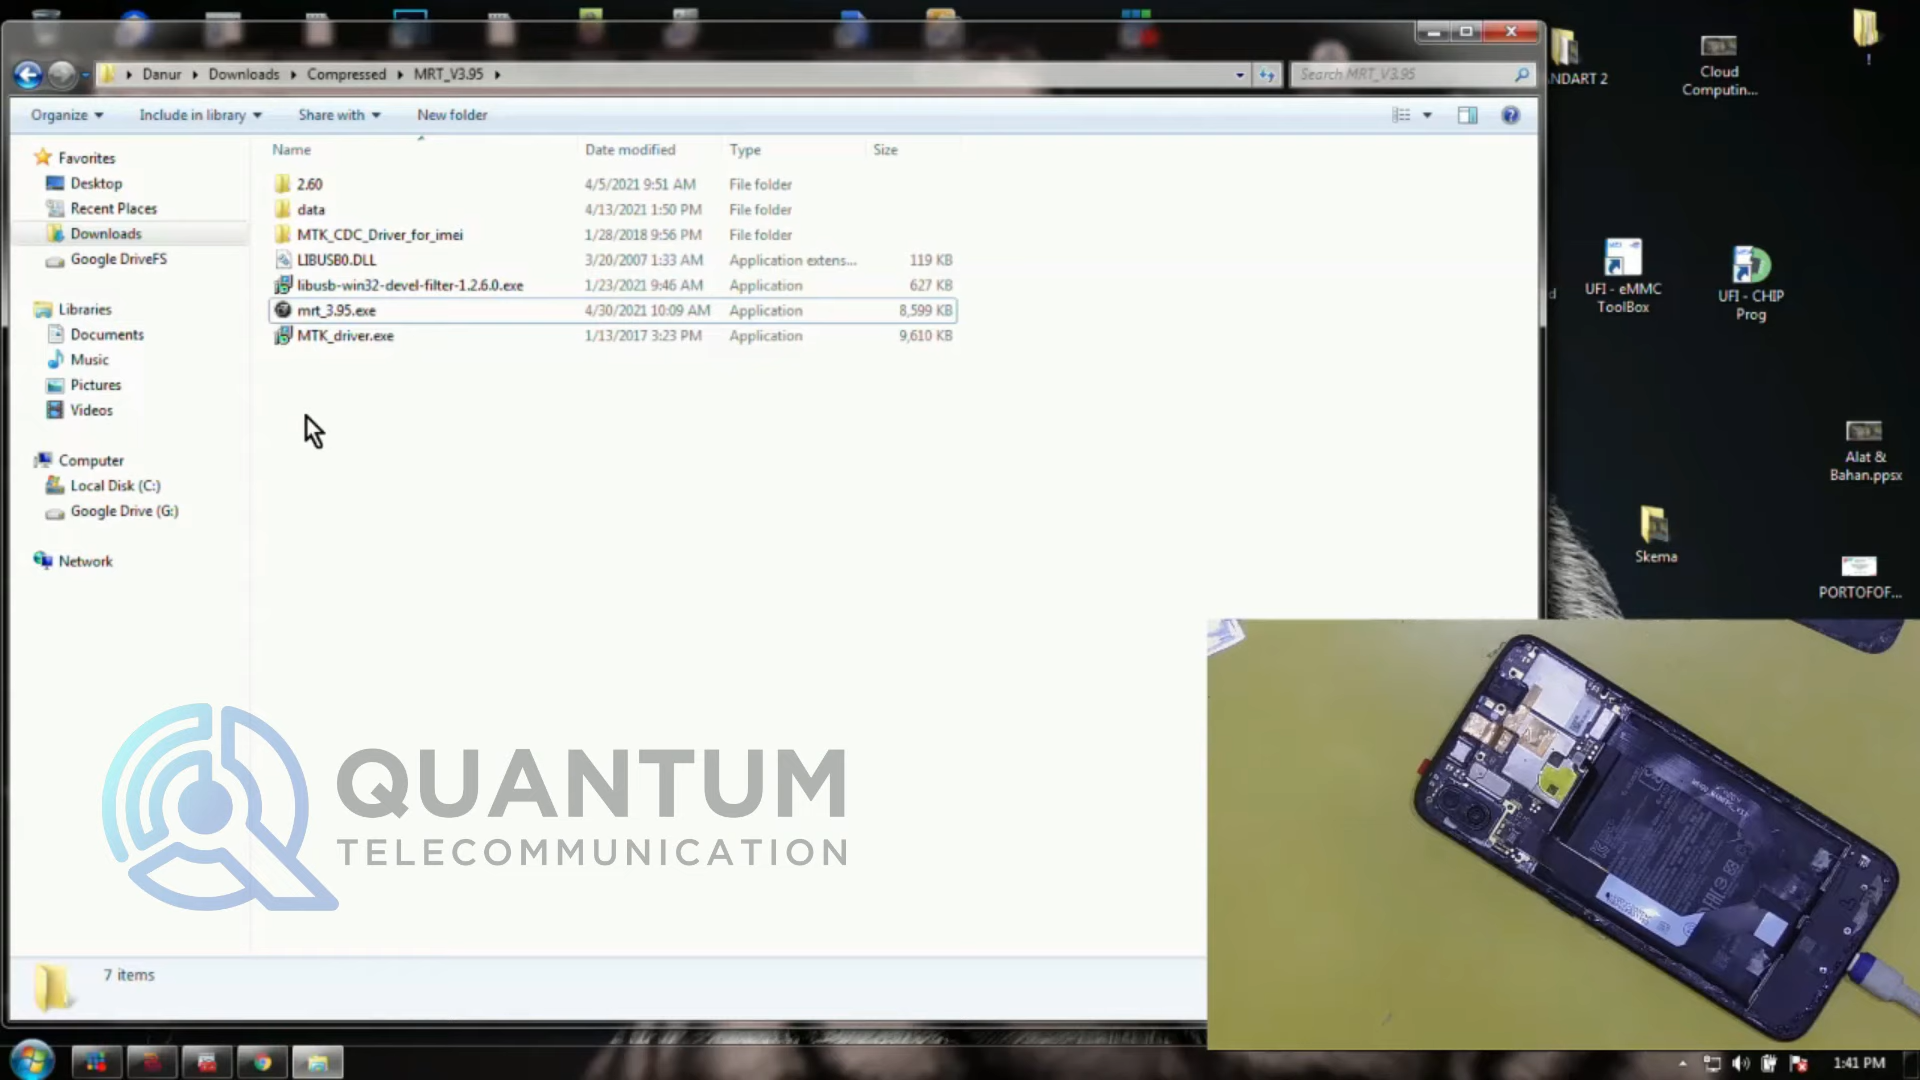 NDART 2
Cloud
Computin...
!
Danur
Downloads
Compressed
MRT_V3.95
Search MRT_V3.95
Organize
Include in library
Share with
New folder
Name
Date modified
Type
Size
Favorites
Desktop
Recent Places
Downloads
Google DriveFS
Libraries
Documents
Music
Pictures
Videos
Computer
Local Disk (C:)
Google Drive (G:)
Network
2.60 4/5/2021 9:51 AM File folder
data 4/13/2021 1:50 PM File folder
MTK_CDC_Driver_for_imei 1/28/2018 9:56 PM File folder
LIBUSB0.DLL 3/20/2007 1:33 AM Application extens... 119 KB
libusb-win32-devel-filter-1.2.6.0.exe 1/23/2021 9:46 AM Application 627 KB
mrt_3.95.exe 4/30/2021 10:09 AM Application 8,599 KB
MTK_driver.exe 1/13/2017 3:23 PM Application 9,610 KB
UFI - eMMC
ToolBox
UFI - CHIP
Prog
Alat &
Bahan.ppsx
Skema
PORTOFOF...
QUANTUM
TELECOMMUNICATION
7 items
1:41 PM